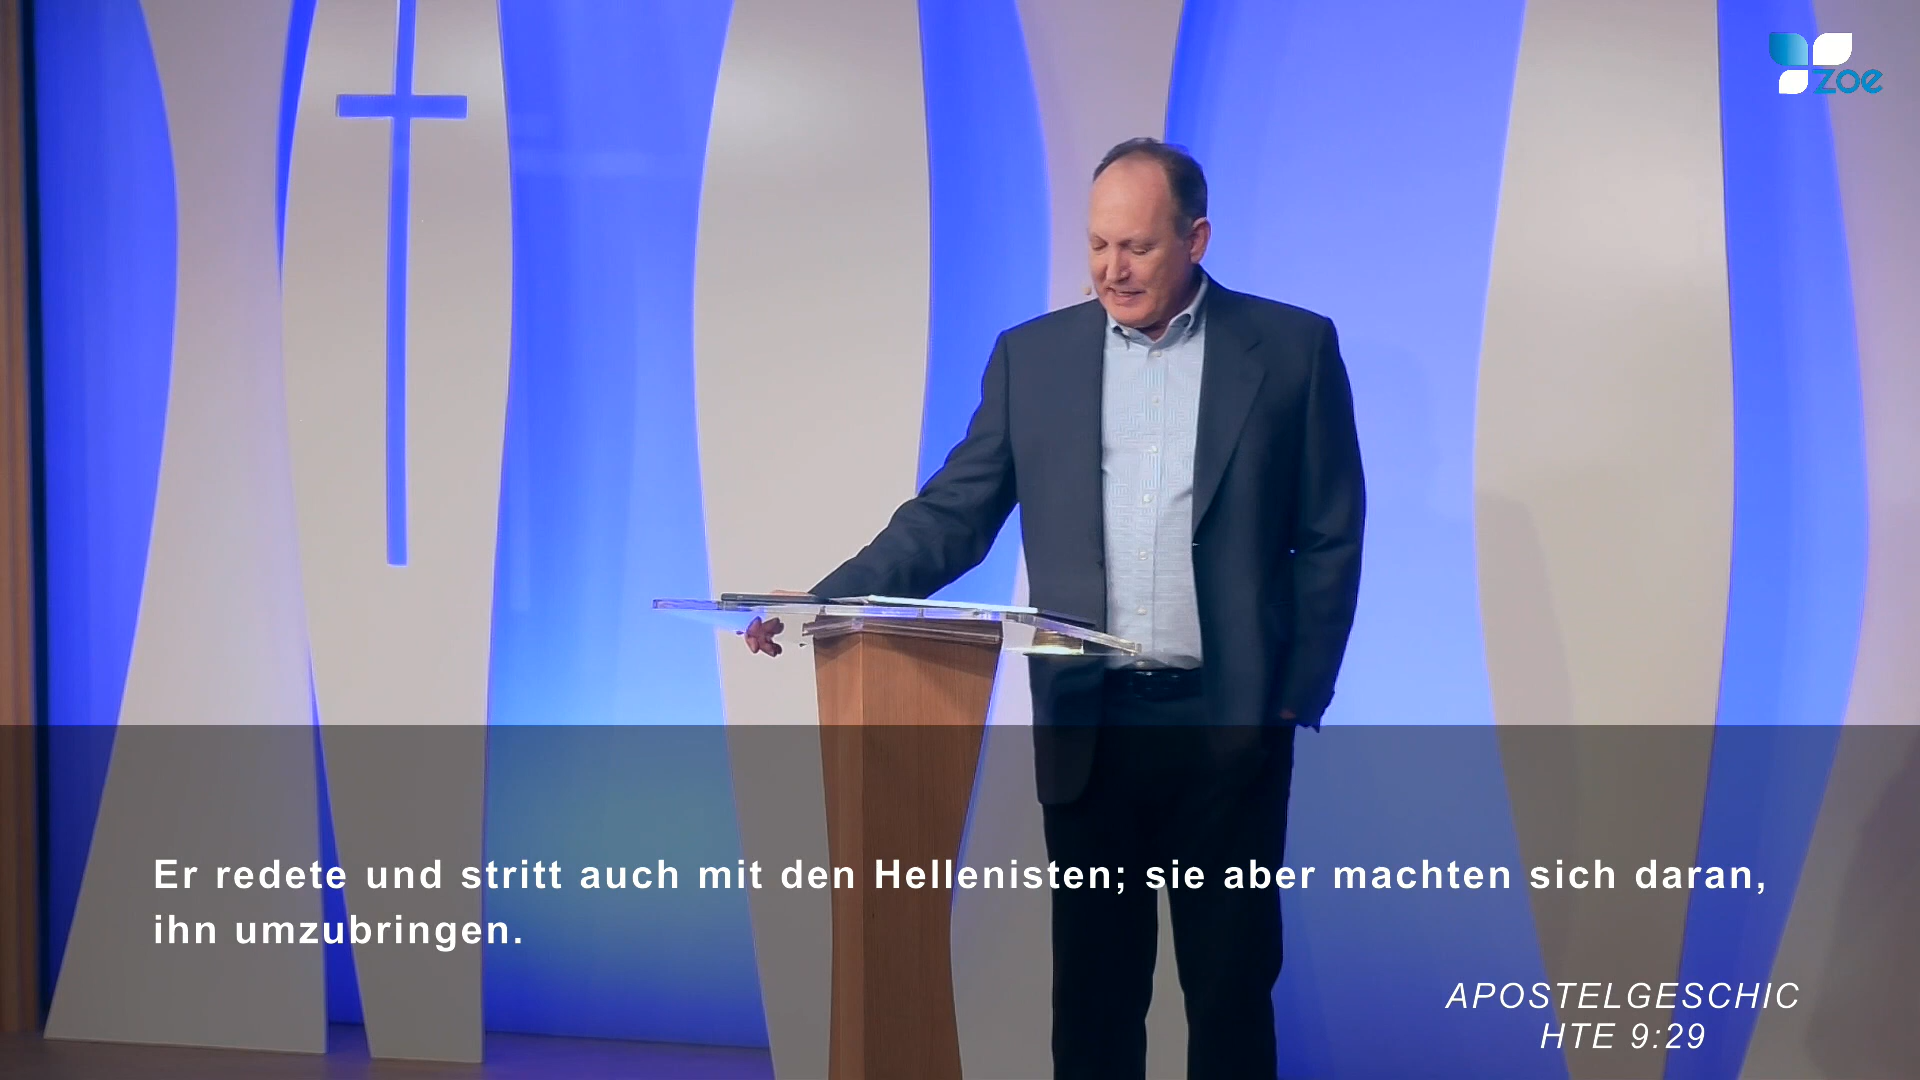 zoe
Er redete und stritt auch mit den Hellenisten; sie aber machten sich daran,
ihn umzubringen.
APOSTELGESCHIC
HTE 9:29